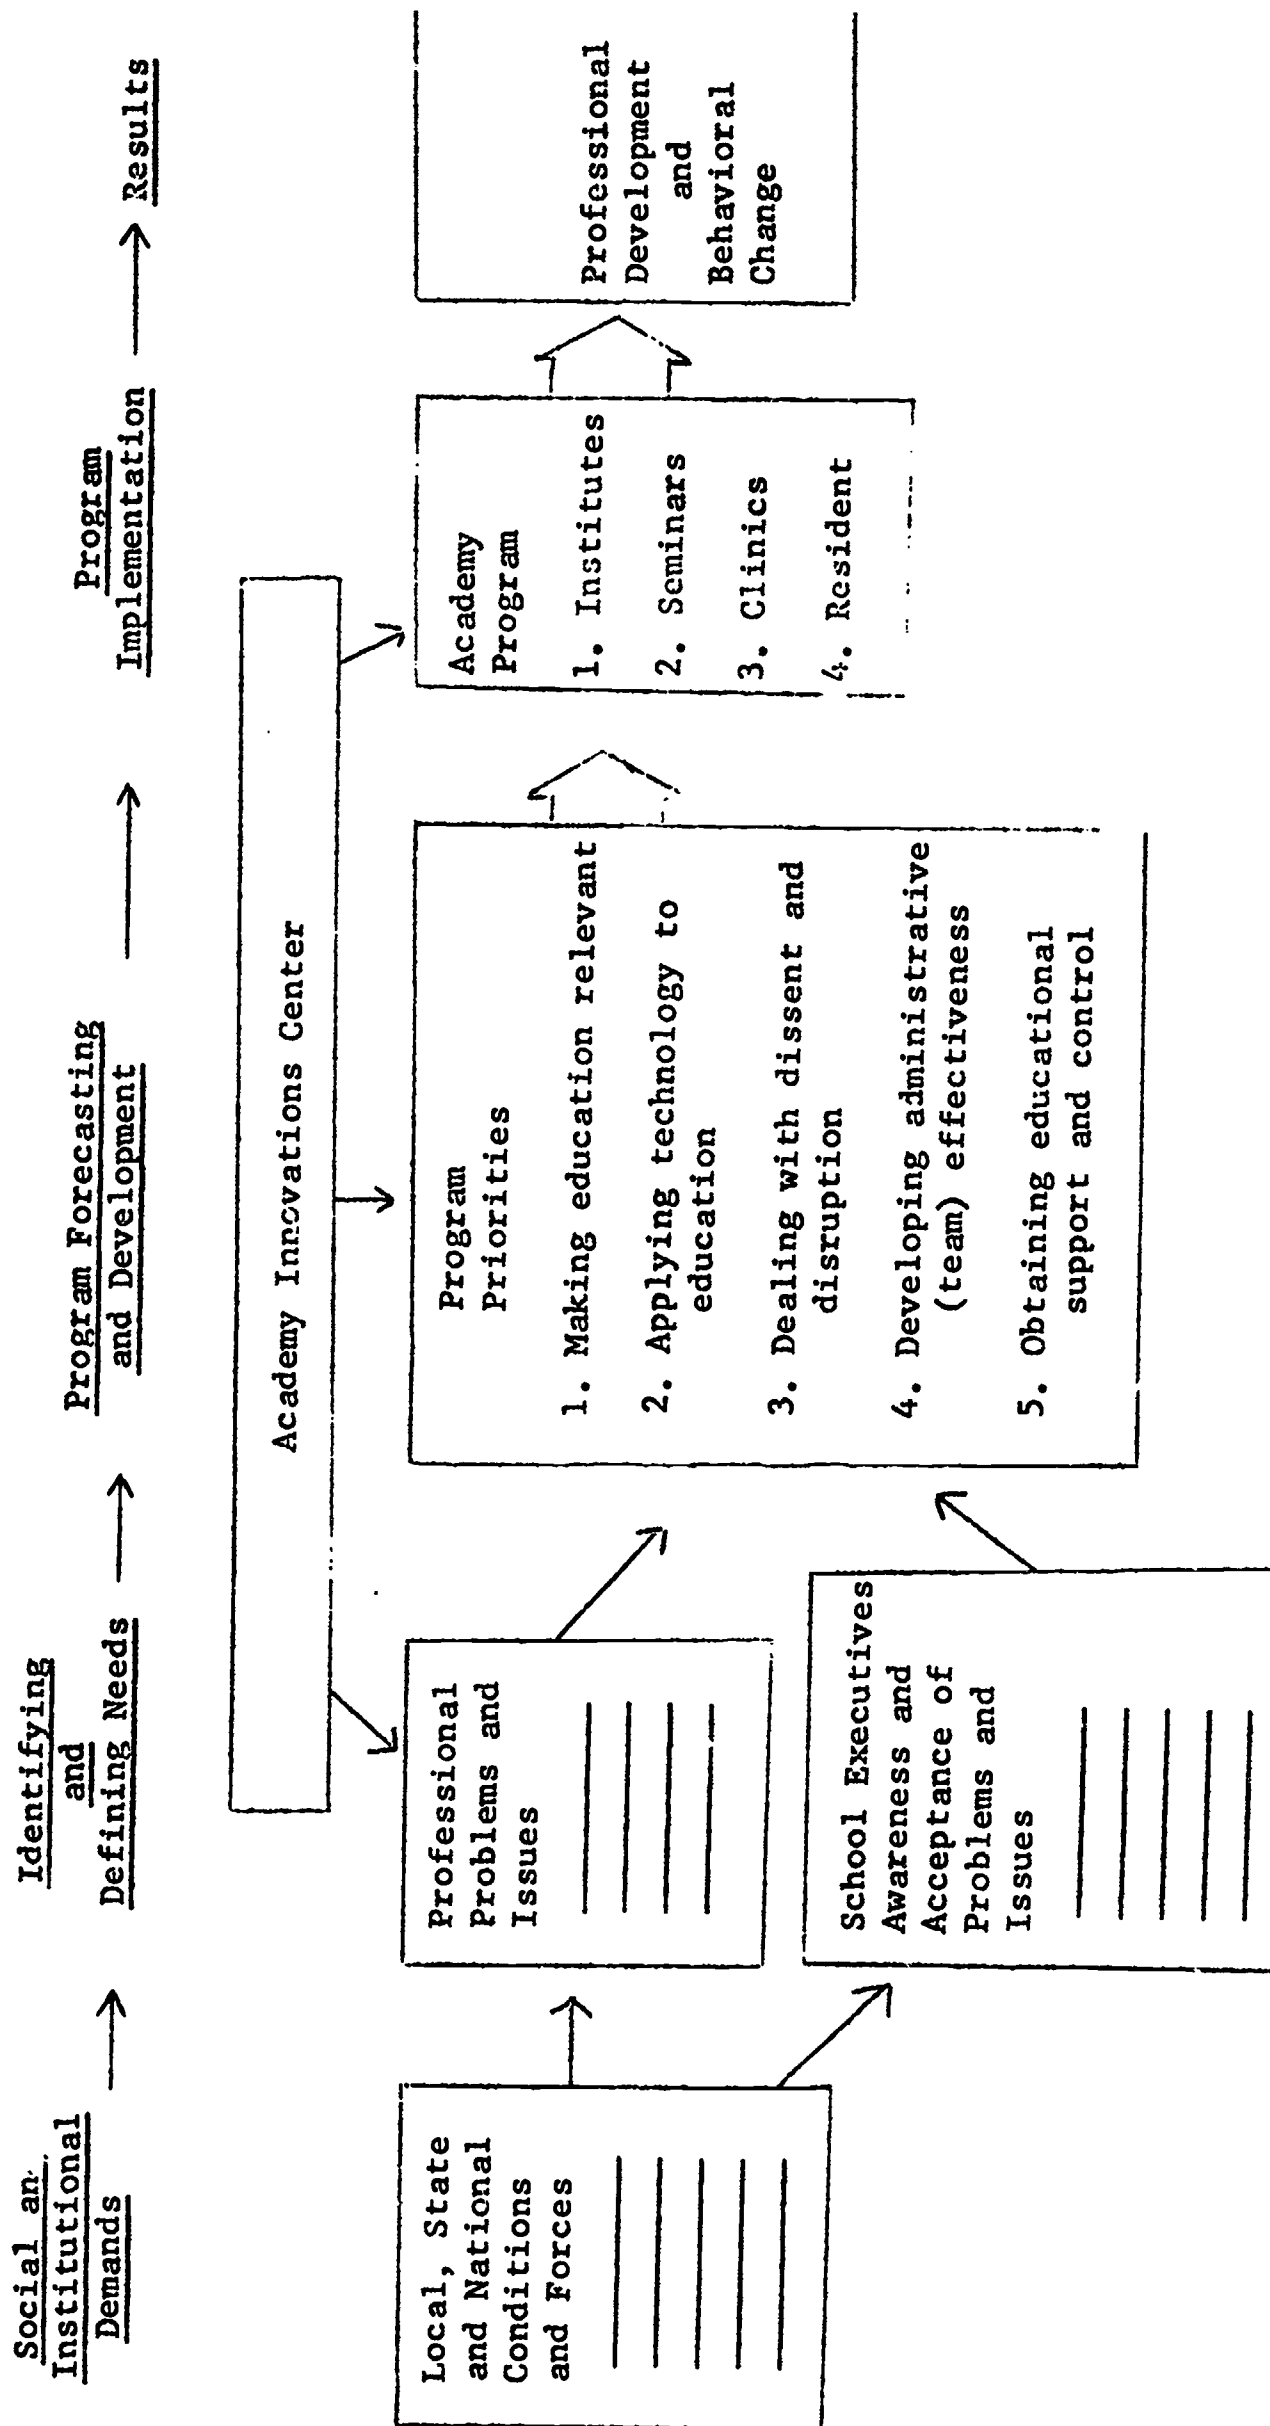 Social an
Institutional
Demands
Identifying
and
Defining Needs
Program Forecasting
and Development
Program
Implementation
Results
Academy Innovations Center
Local, State
and National
Conditions
and Forces
Professional
Problems and
Issues
School Executives
Awareness and
Acceptance of
Problems and
Issues
Program
Priorities
1. Making education relevant
2. Applying technology to
education
3. Dealing with dissent and
disruption
4. Developing administrative
(team) effectiveness
5. Obtaining educational
support and control
Academy
Program
1. Institutes
2. Seminars
3. Clinics
4. Resident
Professional
Development
and
Behavioral
Change